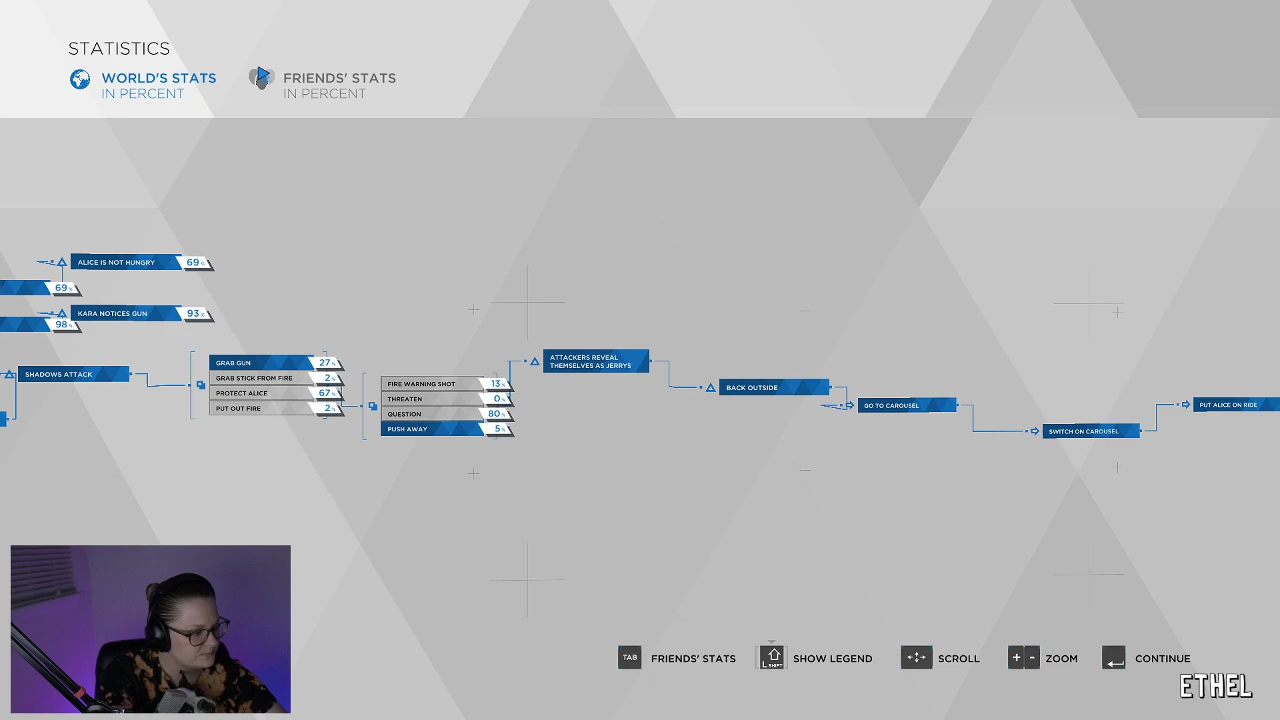 STATISTICS
WORLD'S STATS
IN PERCENT
FRIENDS' STATS
IN PERCENT
ALICE IS NOT HUNGRY 69%
69%
KARA NOTICES GUN 93%
98%
SHADOWS ATTACK
GRAB GUN 27%
GRAB STICK FROM FIRE 2%
PROTECT ALICE 67%
PUT OUT FIRE 2%
FIRE WARNING SHOT 13%
THREATEN 0%
QUESTION 80%
PUSH AWAY 5%
ATTACKERS REVEAL
THEMSELVES AS JERRYS
BACK OUTSIDE
GO TO CAROUSEL
SWITCH ON CAROUSEL
PUT ALICE ON RIDE
TAB FRIENDS' STATS
L SHIFT SHOW LEGEND
SCROLL
+ - ZOOM
CONTINUE
ETHEL